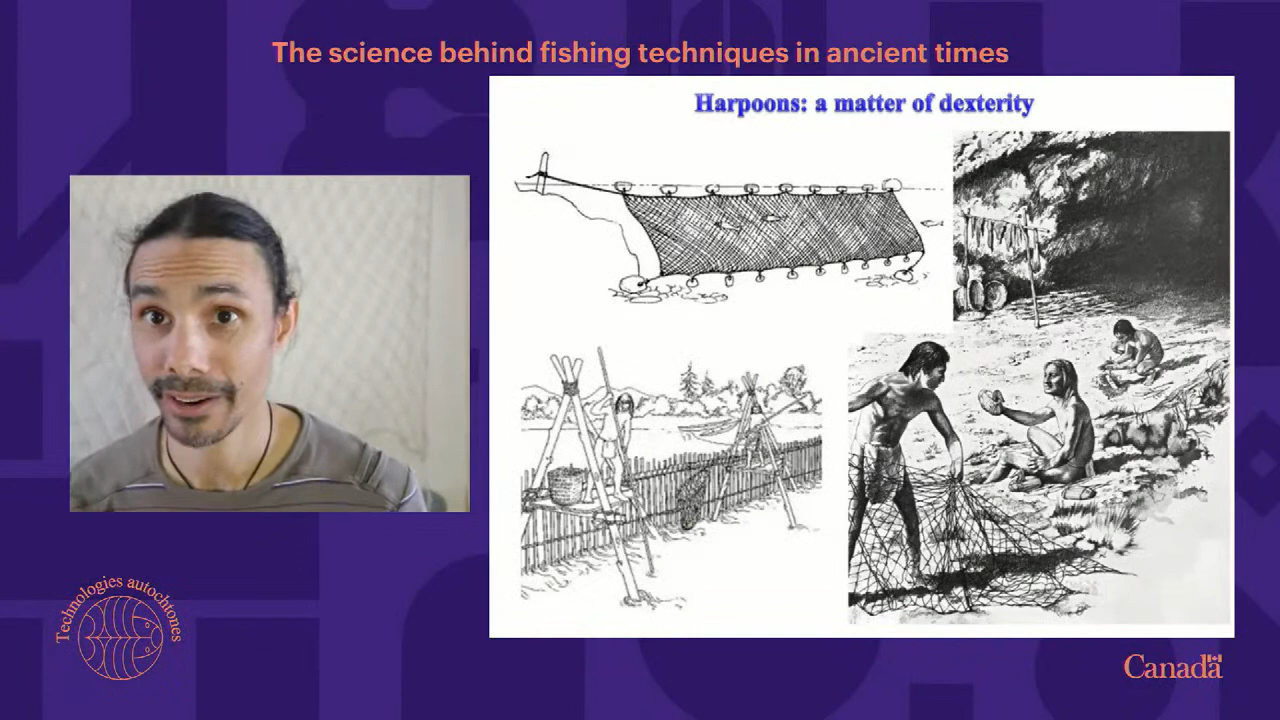 The science behind fishing techniques in ancient times
Harpoons: a matter of dexterity
Technologies autochtones
Canada